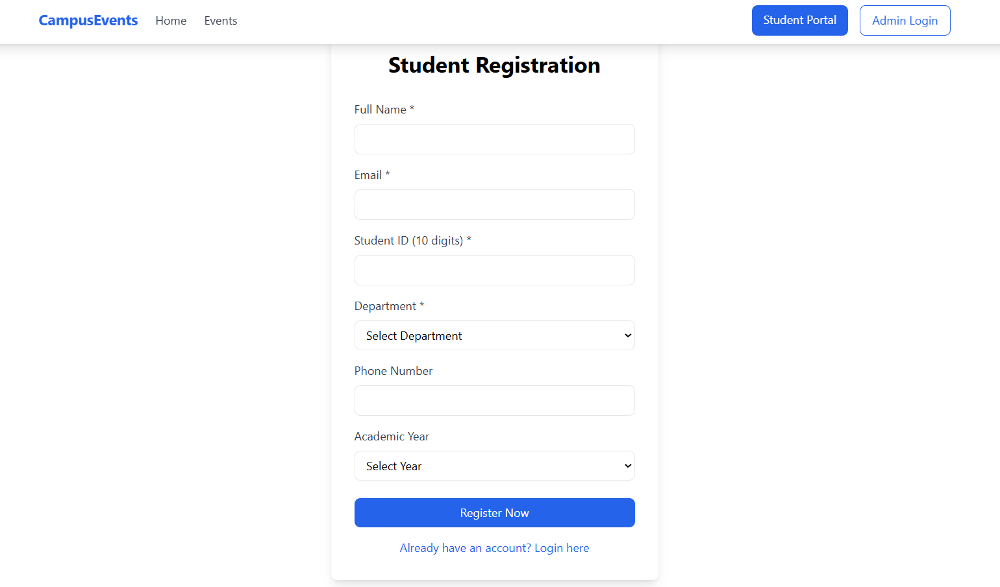 CampusEvents Home Events Student Portal Admin Login
Student Registration
Full Name *
Email *
Student ID (10 digits) *
Department *
Select Department
Phone Number
Academic Year
Select Year
Register Now
Already have an account? Login here